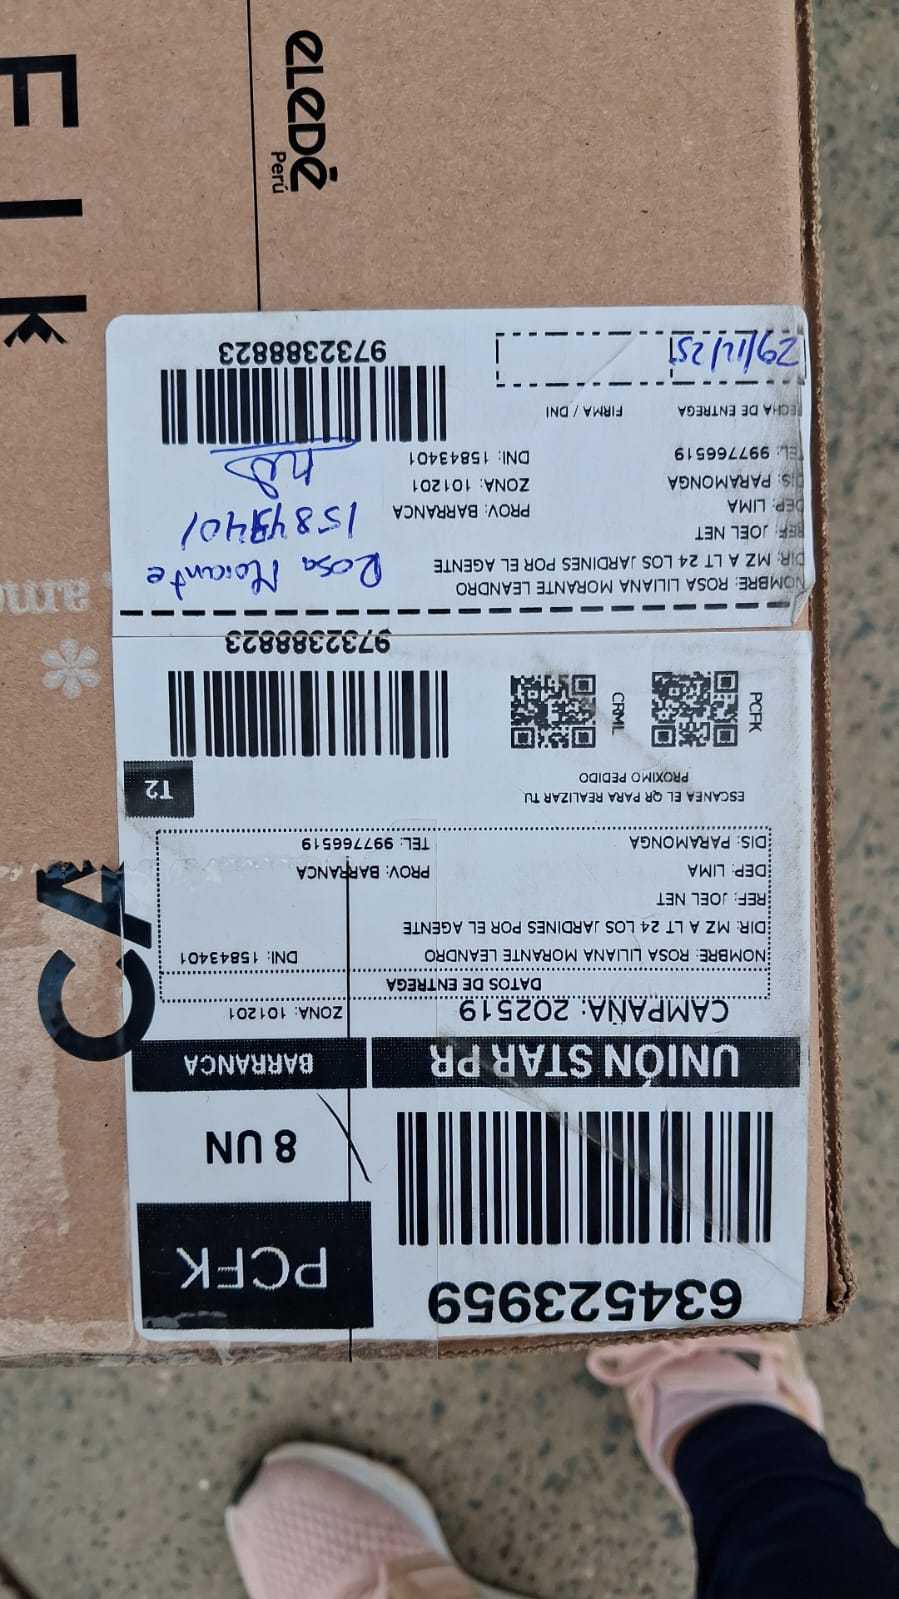 634523959
PCFK
8 UN
UNIÓN STAR PR
BARRANCA
CAMPAÑA: 202519
ZONA: 101201
DATOS DE ENTREGA
NOMBRE: ROSA LILIANA MORANTE LEANDRO
DNI: 15843401
DIR: MZ A LT 24 LOS JARDINES POR EL AGENTE
REF: JOEL NET
DEP: LIMA
PROV: BARRANCA
DIS: PARAMONGA
TEL: 997766519
ESCANEA EL QR PARA REALIZAR TU
PROXIMO PEDIDO
T2
PCFK
CRML
9732388823
NOMBRE: ROSA LILIANA MORANTE LEANDRO
DIR: MZ A LT 24 LOS JARDINES POR EL AGENTE
REF: JOEL NET
DEP: LIMA
PROV: BARRANCA
DIS: PARAMONGA
ZONA: 101201
TEL: 997766519
DNI: 15843401
Rosa Morante
15843401
FECHA DE ENTREGA
FIRMA / DNI
29/12/25
9732388823
eLeDÉ
Perú
CA